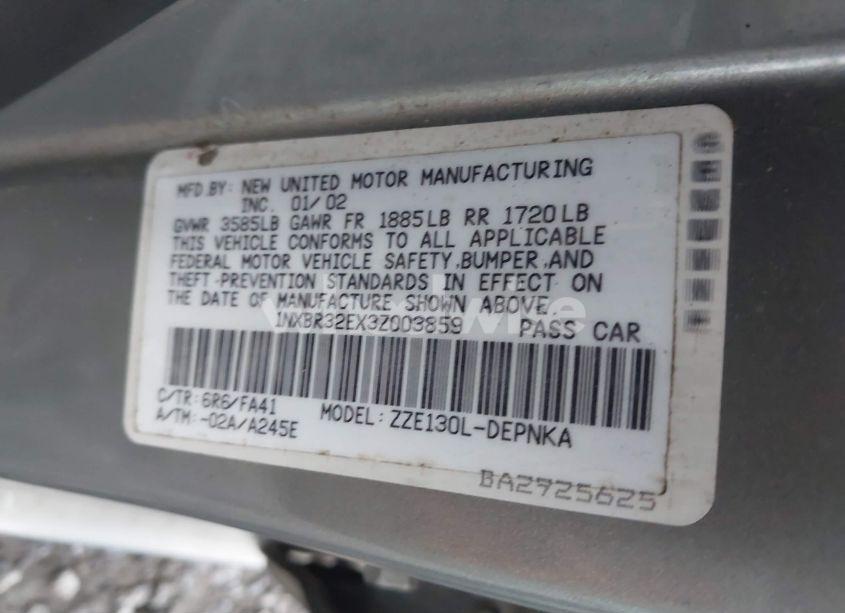 MFD.BY: NEW UNITED MOTOR MANUFACTURING
INC. 01/02
GVWR 3585LB GAWR FR 1885LB RR 1720LB
THIS VEHICLE CONFORMS TO ALL APPLICABLE
FEDERAL MOTOR VEHICLE SAFETY,BUMPER,AND
THEFT-PREVENTION STANDARDS IN EFFECT ON
THE DATE OF MANUFACTURE SHOWN ABOVE.
1NXBR32EX3Z003859 PASS CAR
C/TR:6R6/FA41
A/TM:-02A/A245E
MODEL:ZZE130L-DEPNKA
BA2925625